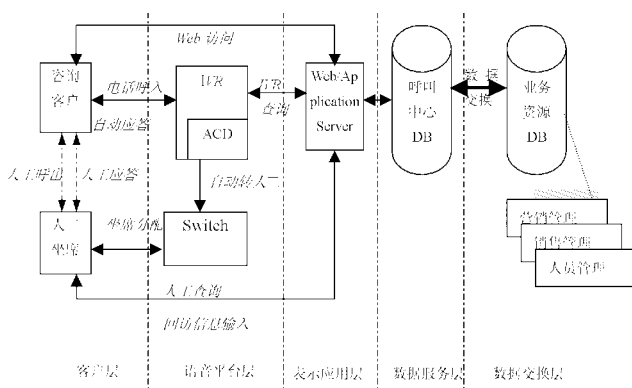 Web 访问
咨询
客户
电话呼入
自动应答
IVR
ACD
IVR
查询
Web/Ap
plication
Server
呼叫
中心
DB
数据
交换
业务
资源
DB
人工呼出
人工应答
自动转人工
人工
坐席
坐席分配
Switch
营销管理
销售管理
人员管理
人工查询
回访信息输入
客户层
语音平台层
表示应用层
数据服务层
数据交换层